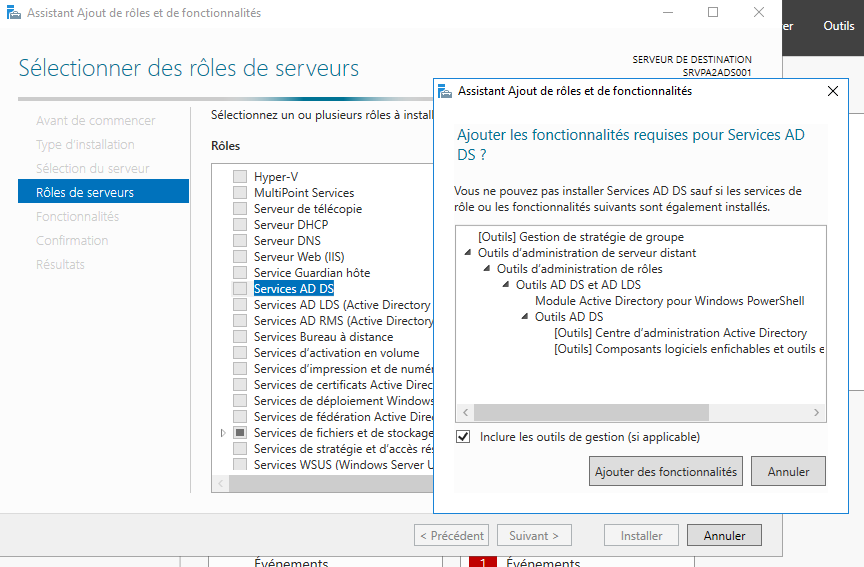 Assistant Ajout de rôles et de fonctionnalités
Outils
Sélectionner des rôles de serveurs
SERVEUR DE DESTINATION
SRVPA2ADS001
Avant de commencer
Type d'installation
Sélection du serveur
Rôles de serveurs
Fonctionnalités
Confirmation
Résultats
Sélectionnez un ou plusieurs rôles à
Rôles
Hyper-V
MultiPoint Services
Serveur de télécopie
Serveur DHCP
Serveur DNS
Serveur Web (IIS)
Service Guardian hôte
Services AD DS
Services AD LDS (Active Directory
Services AD RMS (Active Directory
Services Bureau à distance
Services d'activation en volume
Services d'impression et de numér
Services de certificats Active Direc
Services de déploiement Windows
Services de fédération Active Dire
Services de fichiers et de stockage
Services de stratégie et d'accès rés
Services WSUS (Windows Server U
Assistant Ajout de rôles et de fonctionnalités
Ajouter les fonctionnalités requises pour Services AD
DS ?
Vous ne pouvez pas installer Services AD DS sauf si les services de
rôle ou les fonctionnalités suivants sont également installés.
[Outils] Gestion de stratégie de groupe
Outils d'administration de serveur distant
Outils d'administration de rôles
Outils AD DS et AD LDS
Module Active Directory pour Windows PowerShell
Outils AD DS
[Outils] Centre d'administration Active Directory
[Outils] Composants logiciels enfichables et outils e
Inclure les outils de gestion (si applicable)
Ajouter des fonctionnalités
Annuler
< Précédent
Suivant >
Installer
Annuler
Événements
1 Événements